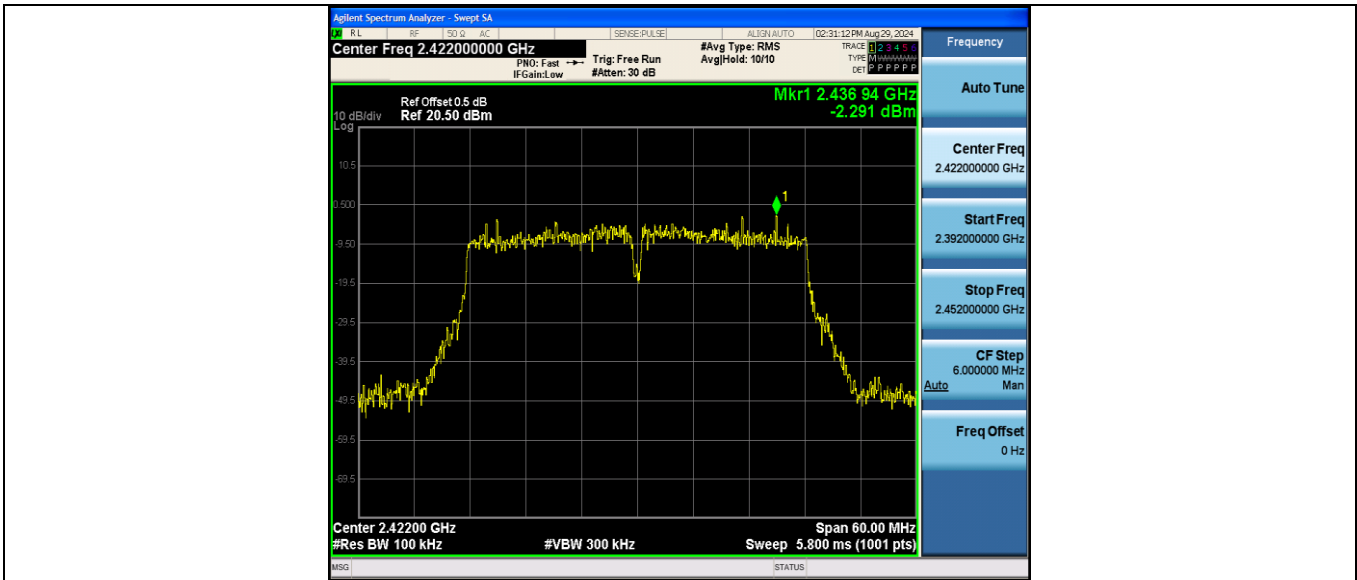 Agilent Spectrum Analyzer - Swept SA
LXI RL RF 50 Ω AC SENSE:PULSE ALIGN AUTO 02:31:12 PM Aug 29, 2024
Center Freq 2.422000000 GHz
PNO: Fast
IFGain:Low
Trig: Free Run
#Atten: 30 dB
#Avg Type: RMS
Avg|Hold: 10/10
TRACE 1 2 3 4 5 6
TYPE M
DET P P P P P P
Ref Offset 0.5 dB
10 dB/div Ref 20.50 dBm
Log
Mkr1 2.436 94 GHz
-2.291 dBm
10.5
0.500
-9.50
-19.5
-29.5
-39.5
-49.5
-59.5
-69.5
1
Center 2.42200 GHz Span 60.00 MHz
#Res BW 100 kHz #VBW 300 kHz Sweep 5.800 ms (1001 pts)
MSG STATUS
Frequency
Auto Tune
Center Freq
2.422000000 GHz
Start Freq
2.392000000 GHz
Stop Freq
2.452000000 GHz
CF Step
6.000000 MHz
Auto Man
Freq Offset
0 Hz